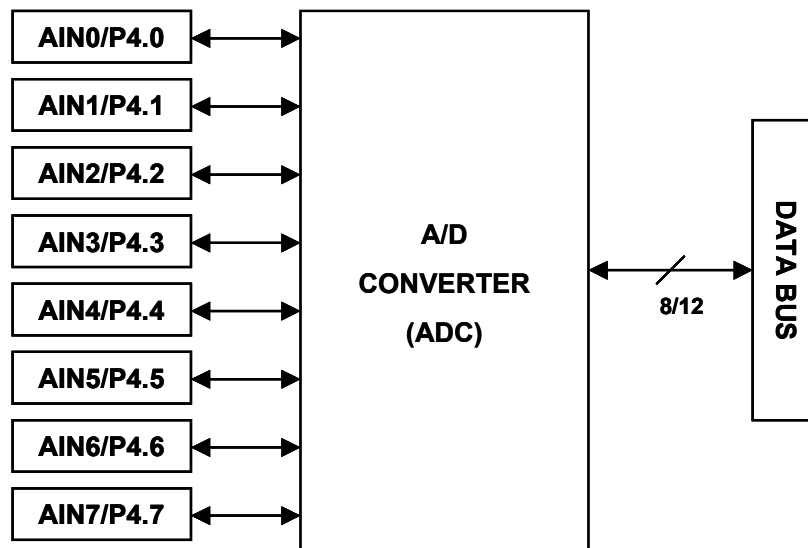 AIN0/P4.0
AIN1/P4.1
AIN2/P4.2
AIN3/P4.3
AIN4/P4.4
AIN5/P4.5
AIN6/P4.6
AIN7/P4.7
A/D
CONVERTER
(ADC)
8/12
DATA BUS